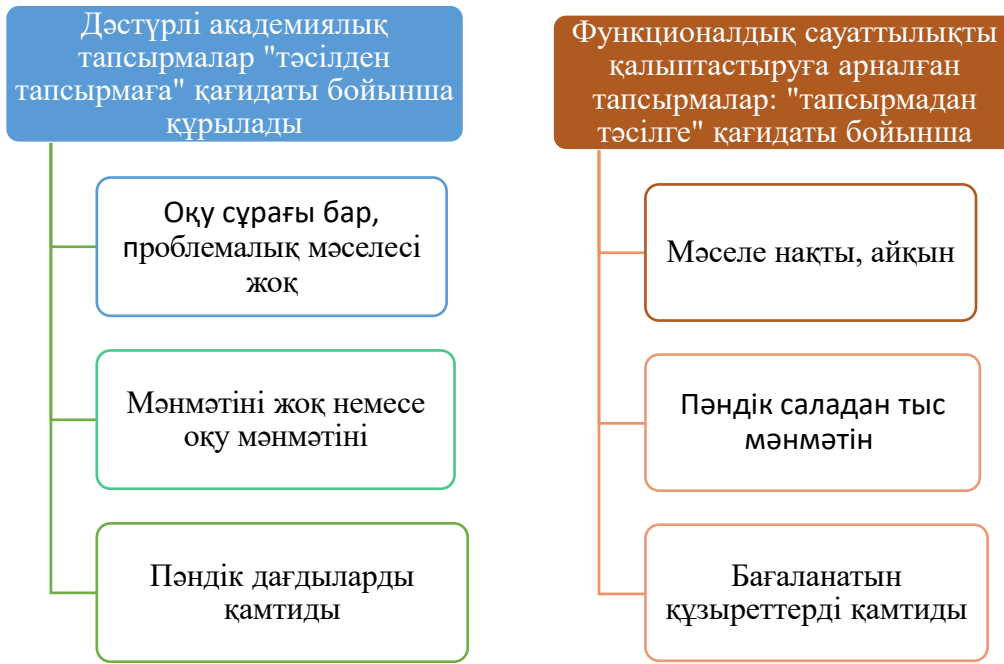 Дәстүрлі академиялық
тапсырмалар "тәсілден
тапсырмаға" қағидаты бойынша
құрылады
Оқу сұрағы бар,
проблемалық мәселесі
жоқ
Мәнмәтіні жоқ немесе
оқу мәнмәтіні
Пәндік дағдыларды
қамтиды
Функционалдық сауаттылықты
қалыптастыруға арналған
тапсырмалар: "тапсырмадан
тәсілге" қағидаты бойынша
Мәселе нақты, айқын
Пәндік саладан тыс
мәнмәтін
Бағаланатын
құзыреттерді қамтиды